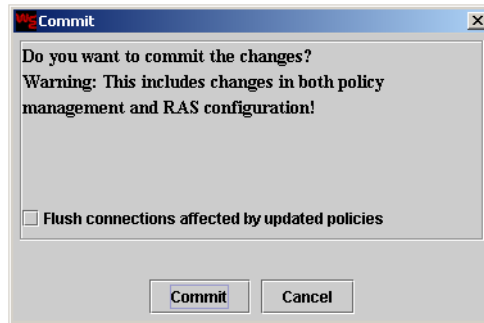 WG Commit
Do you want to commit the changes?
Warning: This includes changes in both policy
management and RAS configuration!
Flush connections affected by updated policies
Commit
Cancel